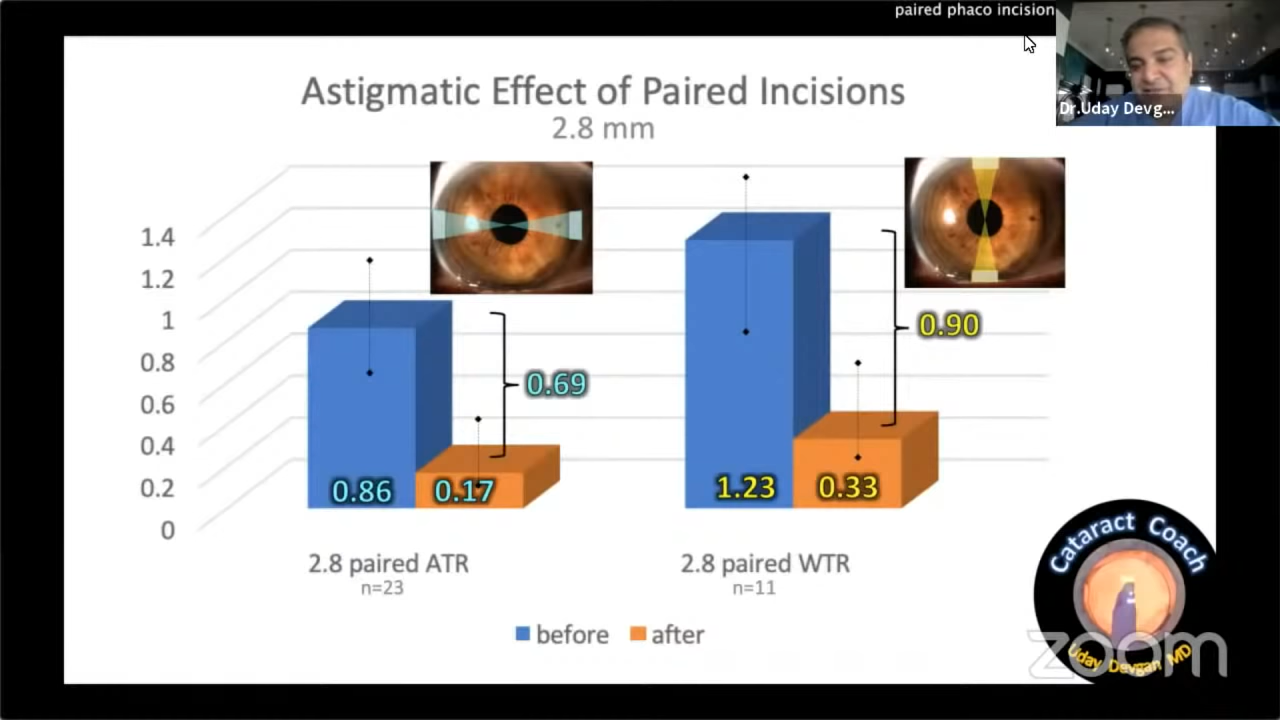 paired phaco incision
Dr.Uday Devg...
Astigmatic Effect of Paired Incisions
2.8 mm
1.4
1.2
1
0.8
0.6
0.4
0.2
0
0.69
0.90
0.86
0.17
1.23
0.33
2.8 paired ATR
n=23
2.8 paired WTR
n=11
before
after
Cataract Coach
Uday Devgan MD
zoom